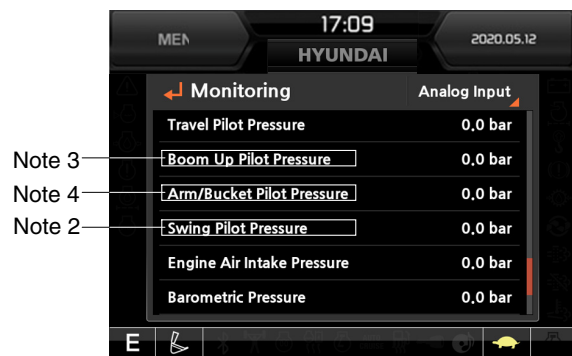 17:09
MEN
2020.05.12
HYUNDAI
Monitoring Analog Input
Travel Pilot Pressure 0.0 bar
Note 3 Boom Up Pilot Pressure 0.0 bar
Note 4 Arm/Bucket Pilot Pressure 0.0 bar
Note 2 Swing Pilot Pressure 0.0 bar
Engine Air Intake Pressure 0.0 bar
Barometric Pressure 0.0 bar
E